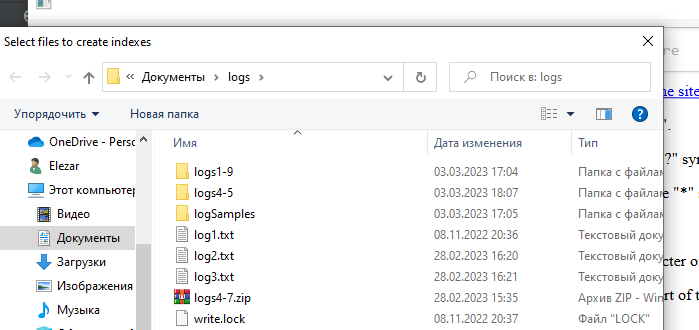 Select files to create indexes
« Документы › logs ›
Поиск в: logs
Упорядочить
Новая папка
Имя
Дата изменения
Тип
OneDrive - Perso
Elezar
Этот компьютер
Видео
Документы
Загрузки
Изображения
Музыка
logs1-9 03.03.2023 17:04 Папка с файлам
logs4-5 03.03.2023 18:07 Папка с файлам
logSamples 03.03.2023 17:05 Папка с файлам
log1.txt 08.11.2022 20:36 Текстовый доку
log2.txt 28.02.2023 16:20 Текстовый доку
log3.txt 28.02.2023 16:21 Текстовый доку
logs4-7.zip 28.02.2023 15:35 Архив ZIP - Win
write.lock 08.11.2022 20:37 Файл "LOCK"
re
ne site
".
?" syr
e "*" s
cter o
rt of t